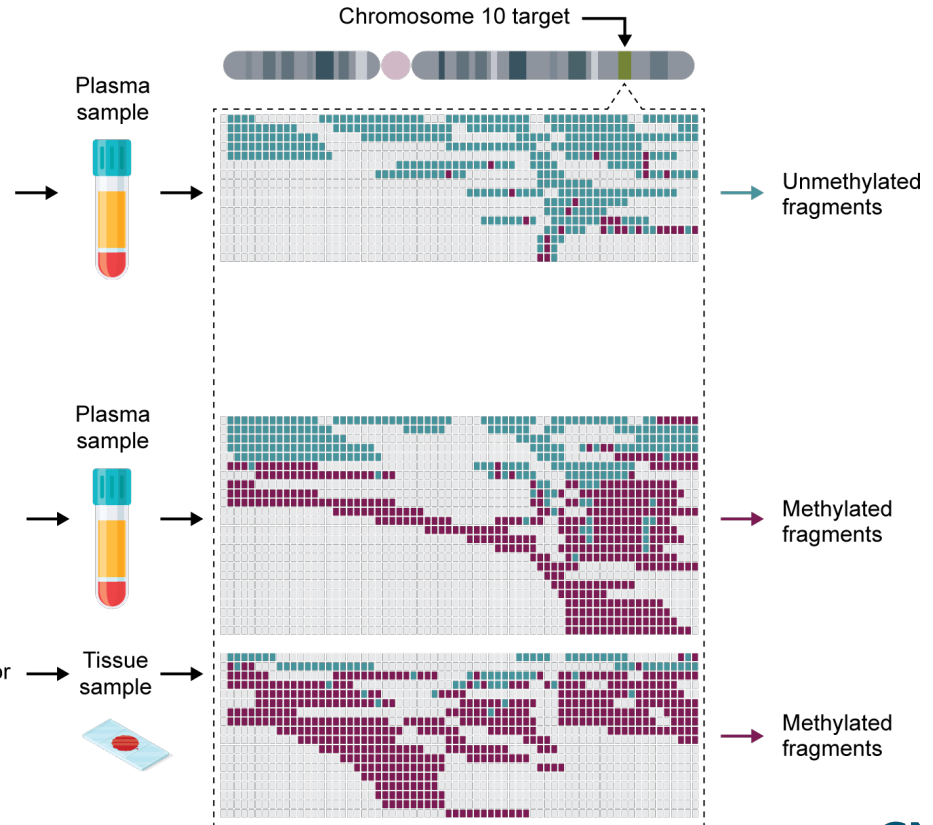 Chromosome 10 target
Plasma
sample
Unmethylated
fragments
Plasma
sample
Methylated
fragments
Tissue
sample
Methylated
fragments